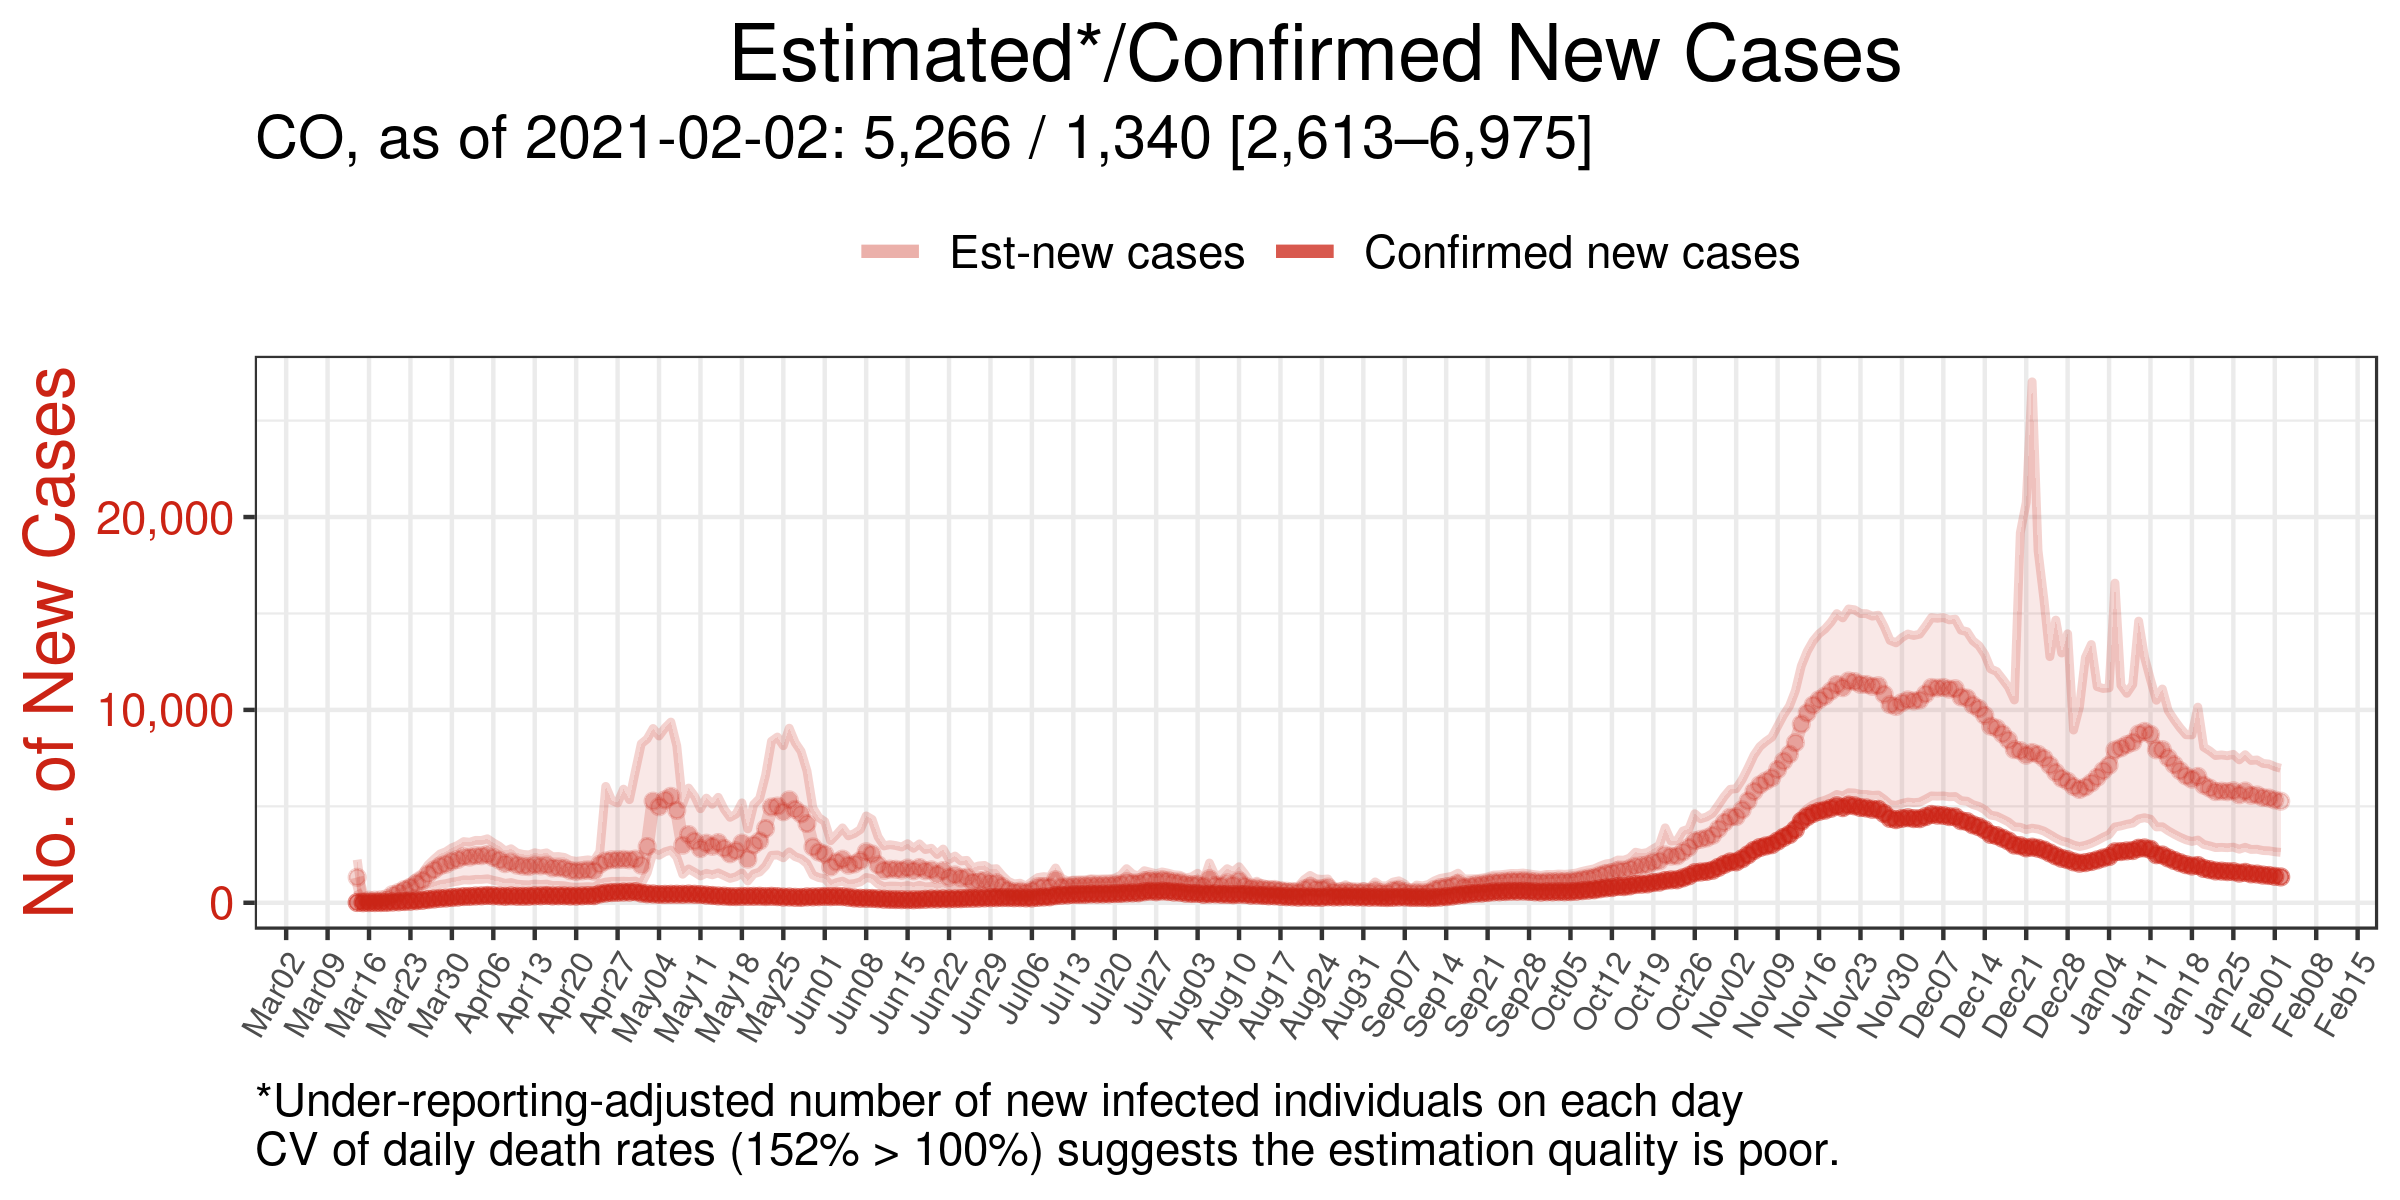 Estimated*/Confirmed New Cases
CO, as of 2021-02-02: 5,266 / 1,340 [2,613–6,975]
Est-new cases Confirmed new cases
No. of New Cases
20,000
10,000
0
Mar02 Mar09 Mar16 Mar23 Mar30 Apr06 Apr13 Apr20 Apr27 May04 May11 May18 May25 Jun01 Jun08 Jun15 Jun22 Jun29 Jul06 Jul13 Jul20 Jul27 Aug03 Aug10 Aug17 Aug24 Aug31 Sep07 Sep14 Sep21 Sep28 Oct05 Oct12 Oct19 Oct26 Nov02 Nov09 Nov16 Nov23 Nov30 Dec07 Dec14 Dec21 Dec28 Jan04 Jan11 Jan18 Jan25 Feb01 Feb08 Feb15
*Under-reporting-adjusted number of new infected individuals on each day
CV of daily death rates (152% > 100%) suggests the estimation quality is poor.